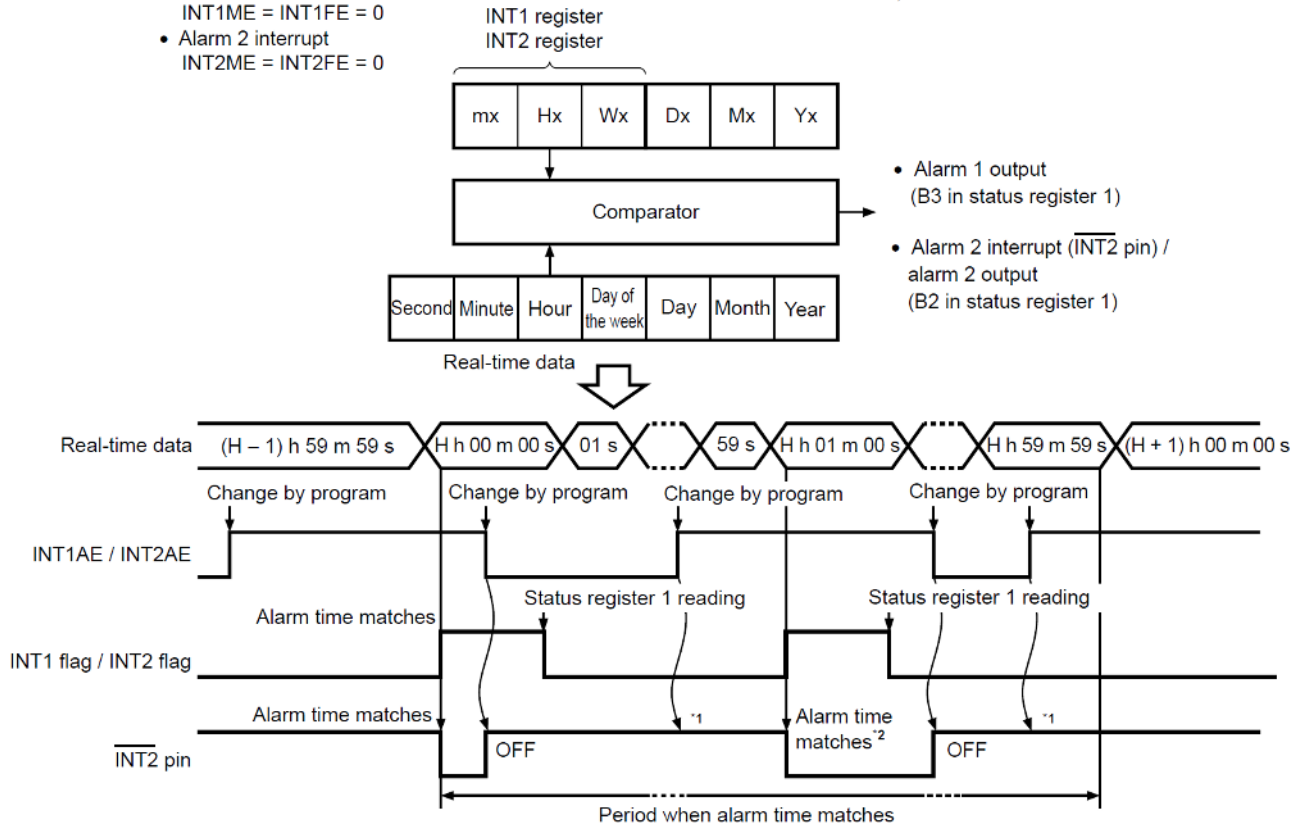 INT1ME = INT1FE = 0
• Alarm 2 interrupt
INT2ME = INT2FE = 0
INT1 register
INT2 register
mx Hx Wx Dx Mx Yx
Comparator
• Alarm 1 output
(B3 in status register 1)
• Alarm 2 interrupt (INT2 pin) /
alarm 2 output
(B2 in status register 1)
Second Minute Hour Day of the week Day Month Year
Real-time data
Real-time data (H – 1) h 59 m 59 s H h 00 m 00 s 01 s 59 s H h 01 m 00 s H h 59 m 59 s (H + 1) h 00 m 00 s
Change by program Change by program Change by program Change by program
INT1AE / INT2AE
Status register 1 reading Status register 1 reading
Alarm time matches
INT1 flag / INT2 flag
Alarm time matches *1 Alarm time matches*2 *1
OFF OFF
INT2 pin
Period when alarm time matches